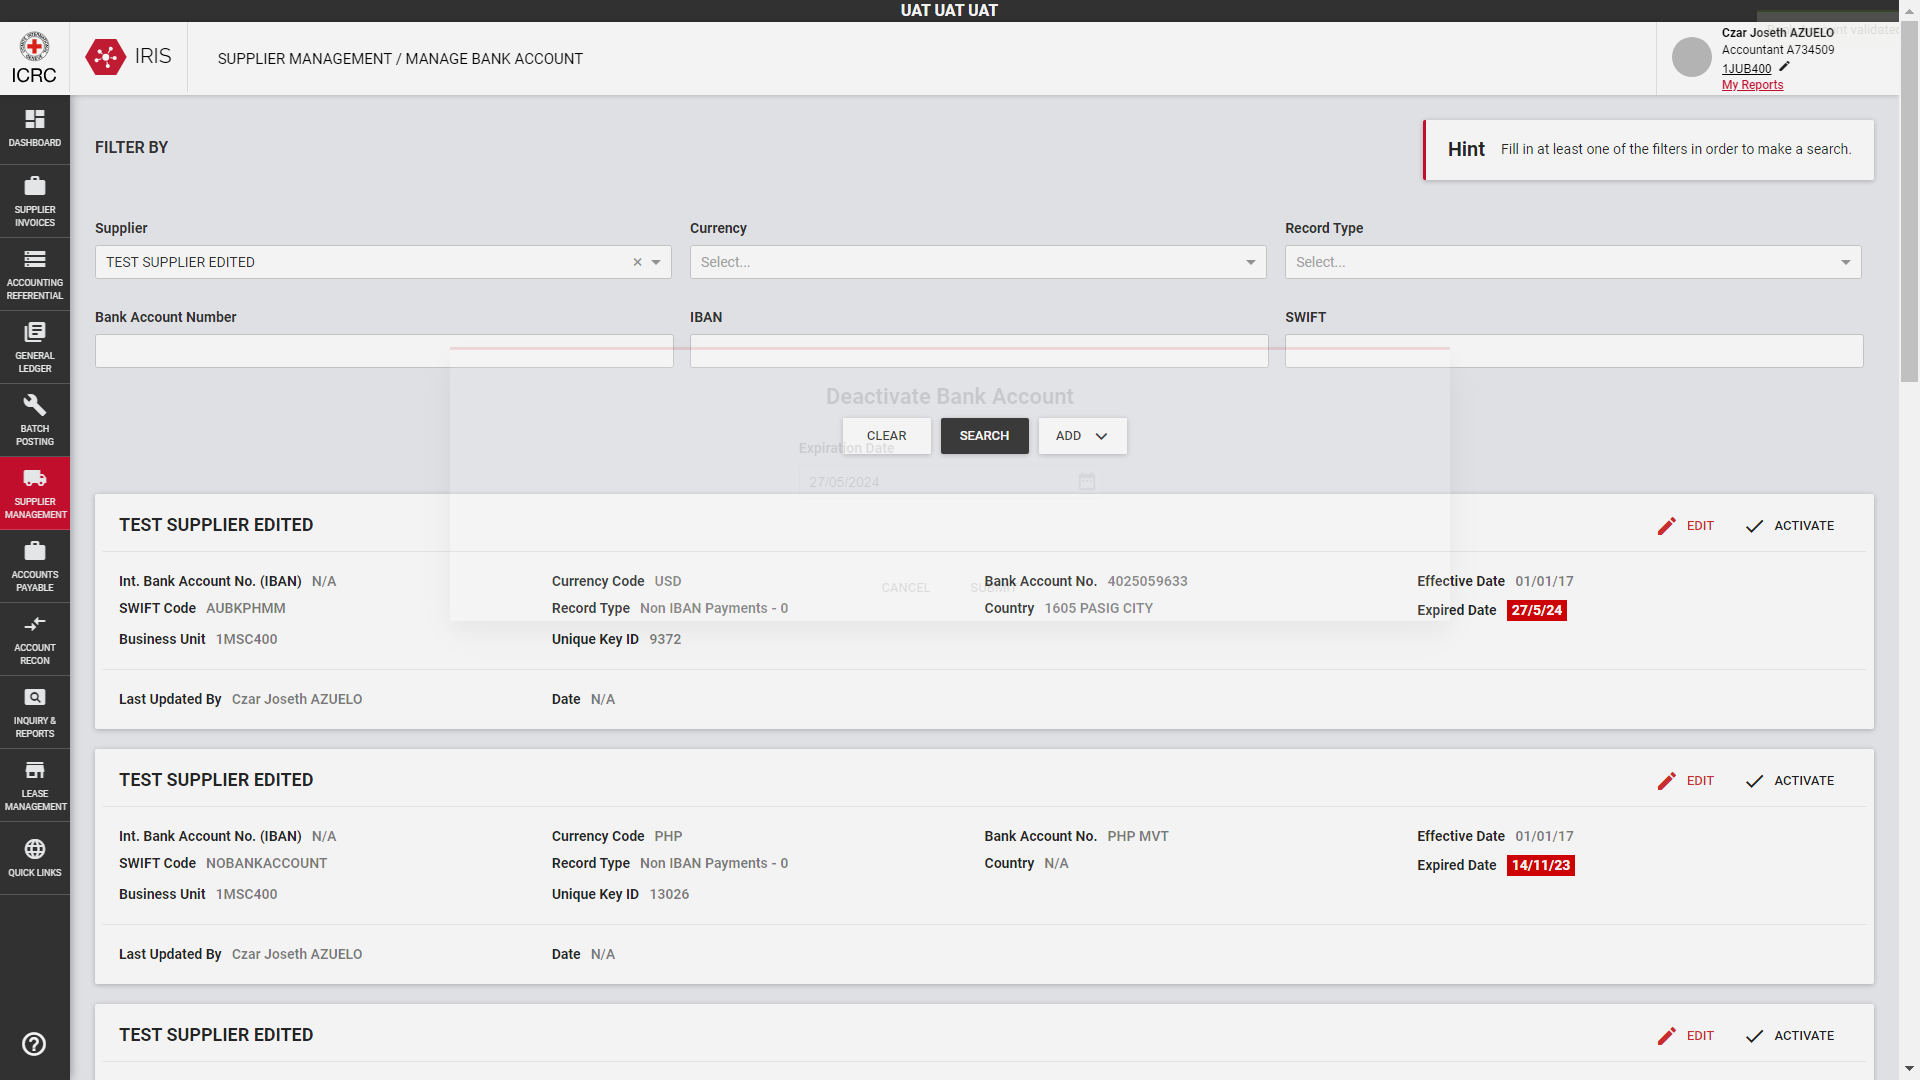 UAT UAT UAT
ICRC
IRIS
SUPPLIER MANAGEMENT / MANAGE BANK ACCOUNT
Czar Joseth AZUELO
Accountant A734509
1JUB400
My Reports
DASHBOARD
SUPPLIER
INVOICES
ACCOUNTING
REFERENTIAL
GENERAL
LEDGER
BATCH
POSTING
SUPPLIER
MANAGEMENT
ACCOUNTS
PAYABLE
ACCOUNT
RECON
INQUIRY &
REPORTS
LEASE
MANAGEMENT
QUICK LINKS
FILTER BY
Hint Fill in at least one of the filters in order to make a search.
Supplier Currency Record Type
TEST SUPPLIER EDITED Select... Select...
Bank Account Number IBAN SWIFT
Deactivate Bank Account
CLEAR SEARCH ADD
Expiration Date
27/05/2024
TEST SUPPLIER EDITED EDIT ACTIVATE
Int. Bank Account No. (IBAN) N/A Currency Code USD Bank Account No. 4025059633 Effective Date 01/01/17
CANCEL SUBMIT
SWIFT Code AUBKPHMM Record Type Non IBAN Payments - 0 Country 1605 PASIG CITY Expired Date 27/5/24
Business Unit 1MSC400 Unique Key ID 9372
Last Updated By Czar Joseth AZUELO Date N/A
TEST SUPPLIER EDITED EDIT ACTIVATE
Int. Bank Account No. (IBAN) N/A Currency Code PHP Bank Account No. PHP MVT Effective Date 01/01/17
SWIFT Code NOBANKACCOUNT Record Type Non IBAN Payments - 0 Country N/A Expired Date 14/11/23
Business Unit 1MSC400 Unique Key ID 13026
Last Updated By Czar Joseth AZUELO Date N/A
TEST SUPPLIER EDITED EDIT ACTIVATE